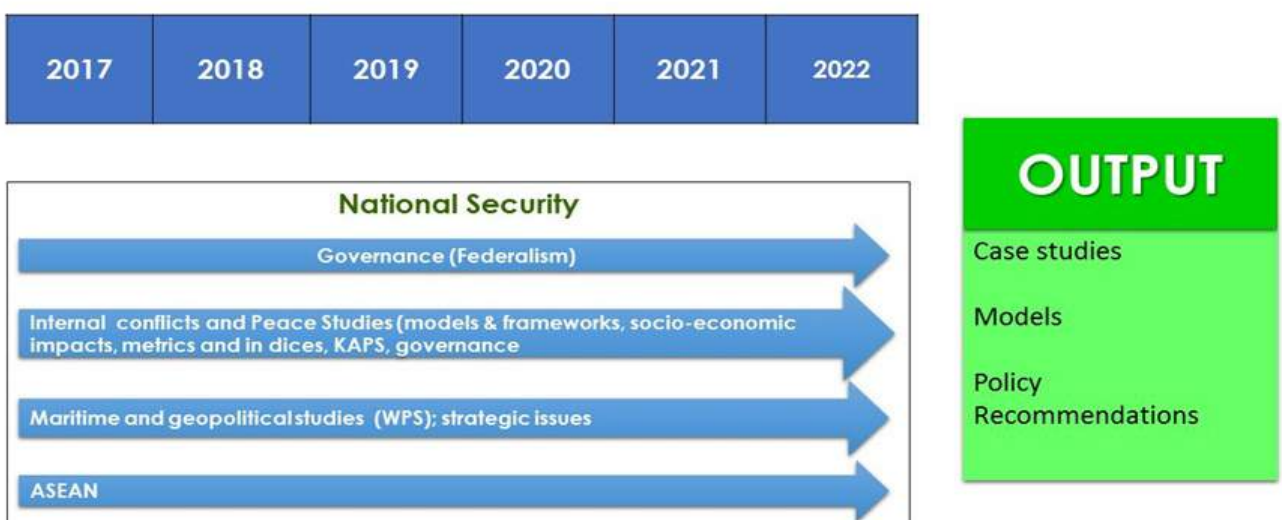 2017 2018 2019 2020 2021 2022
OUTPUT
National Security
Governance (Federalism)
Case studies
Internal conflicts and Peace Studies (models & frameworks, socio-economic
impacts, metrics and in dices, KAPS, governance
Models
Policy
Recommendations
Maritime and geopolitical studies (WPS); strategic issues
ASEAN